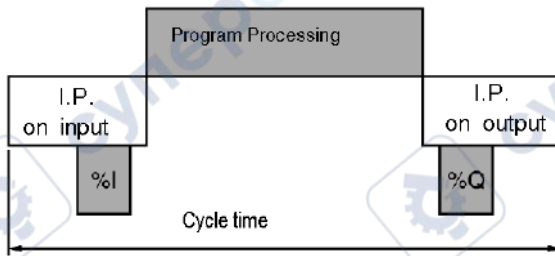 Program Processing
I.P.
on input
I.P.
on output
%I
%Q
Cycle time